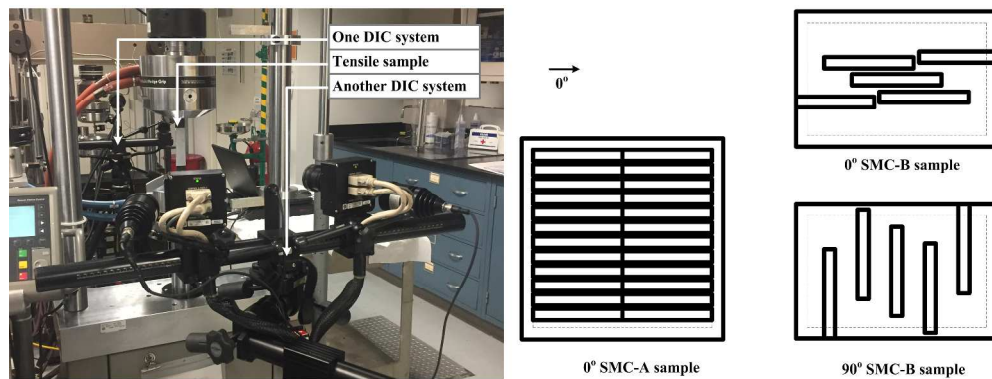 One DIC system
Tensile sample
Another DIC system
0°
0° SMC-A sample
0° SMC-B sample
90° SMC-B sample